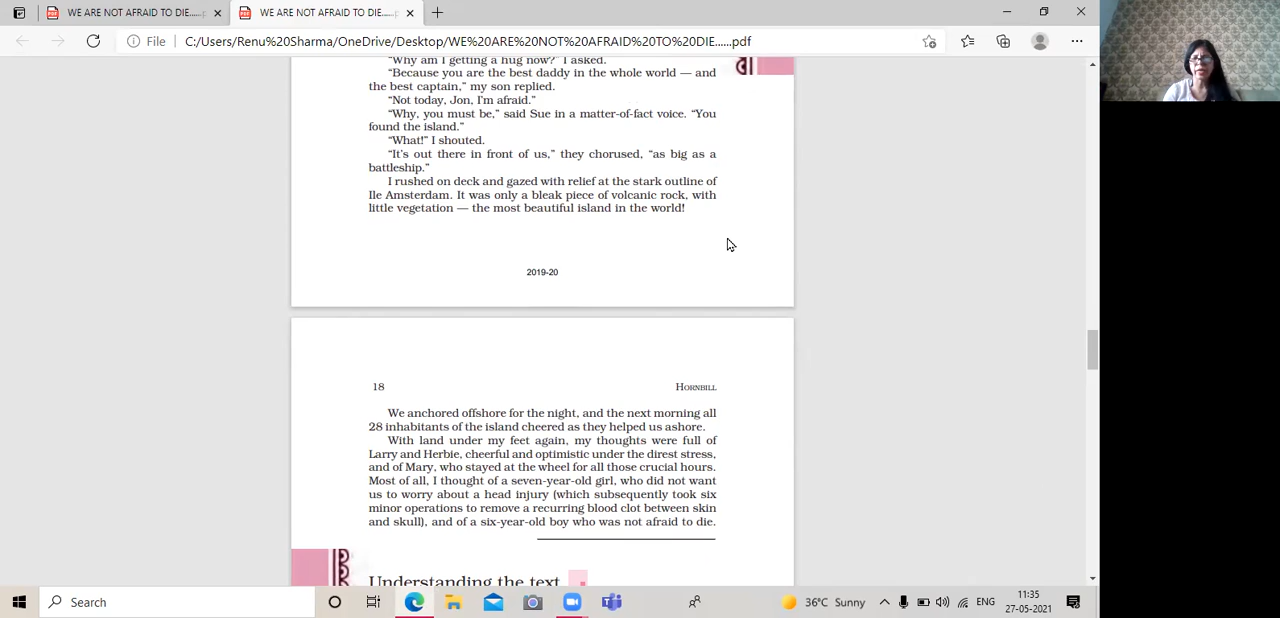 WE ARE NOT AFRAID TO DIE.....p
WE ARE NOT AFRAID TO DIE.....p
File
C:/Users/Renu%20Sharma/OneDrive/Desktop/WE%20ARE%20NOT%20AFRAID%20TO%20DIE......pdf
“Why am I getting a hug now?” I asked.
“Because you are the best daddy in the whole world — and
the best captain,” my son replied.
“Not today, Jon, I’m afraid.”
“Why, you must be,” said Sue in a matter-of-fact voice. “You
found the island.”
“What!” I shouted.
“It’s out there in front of us,” they chorused, “as big as a
battleship.”
I rushed on deck and gazed with relief at the stark outline of
Ile Amsterdam. It was only a bleak piece of volcanic rock, with
little vegetation — the most beautiful island in the world!
2019-20
18
HORNBILL
We anchored offshore for the night, and the next morning all
28 inhabitants of the island cheered as they helped us ashore.
With land under my feet again, my thoughts were full of
Larry and Herbie, cheerful and optimistic under the direst stress,
and of Mary, who stayed at the wheel for all those crucial hours.
Most of all, I thought of a seven-year-old girl, who did not want
us to worry about a head injury (which subsequently took six
minor operations to remove a recurring blood clot between skin
and skull), and of a six-year-old boy who was not afraid to die.
Understanding the text
Search
36°C Sunny
ENG
11:35
27-05-2021